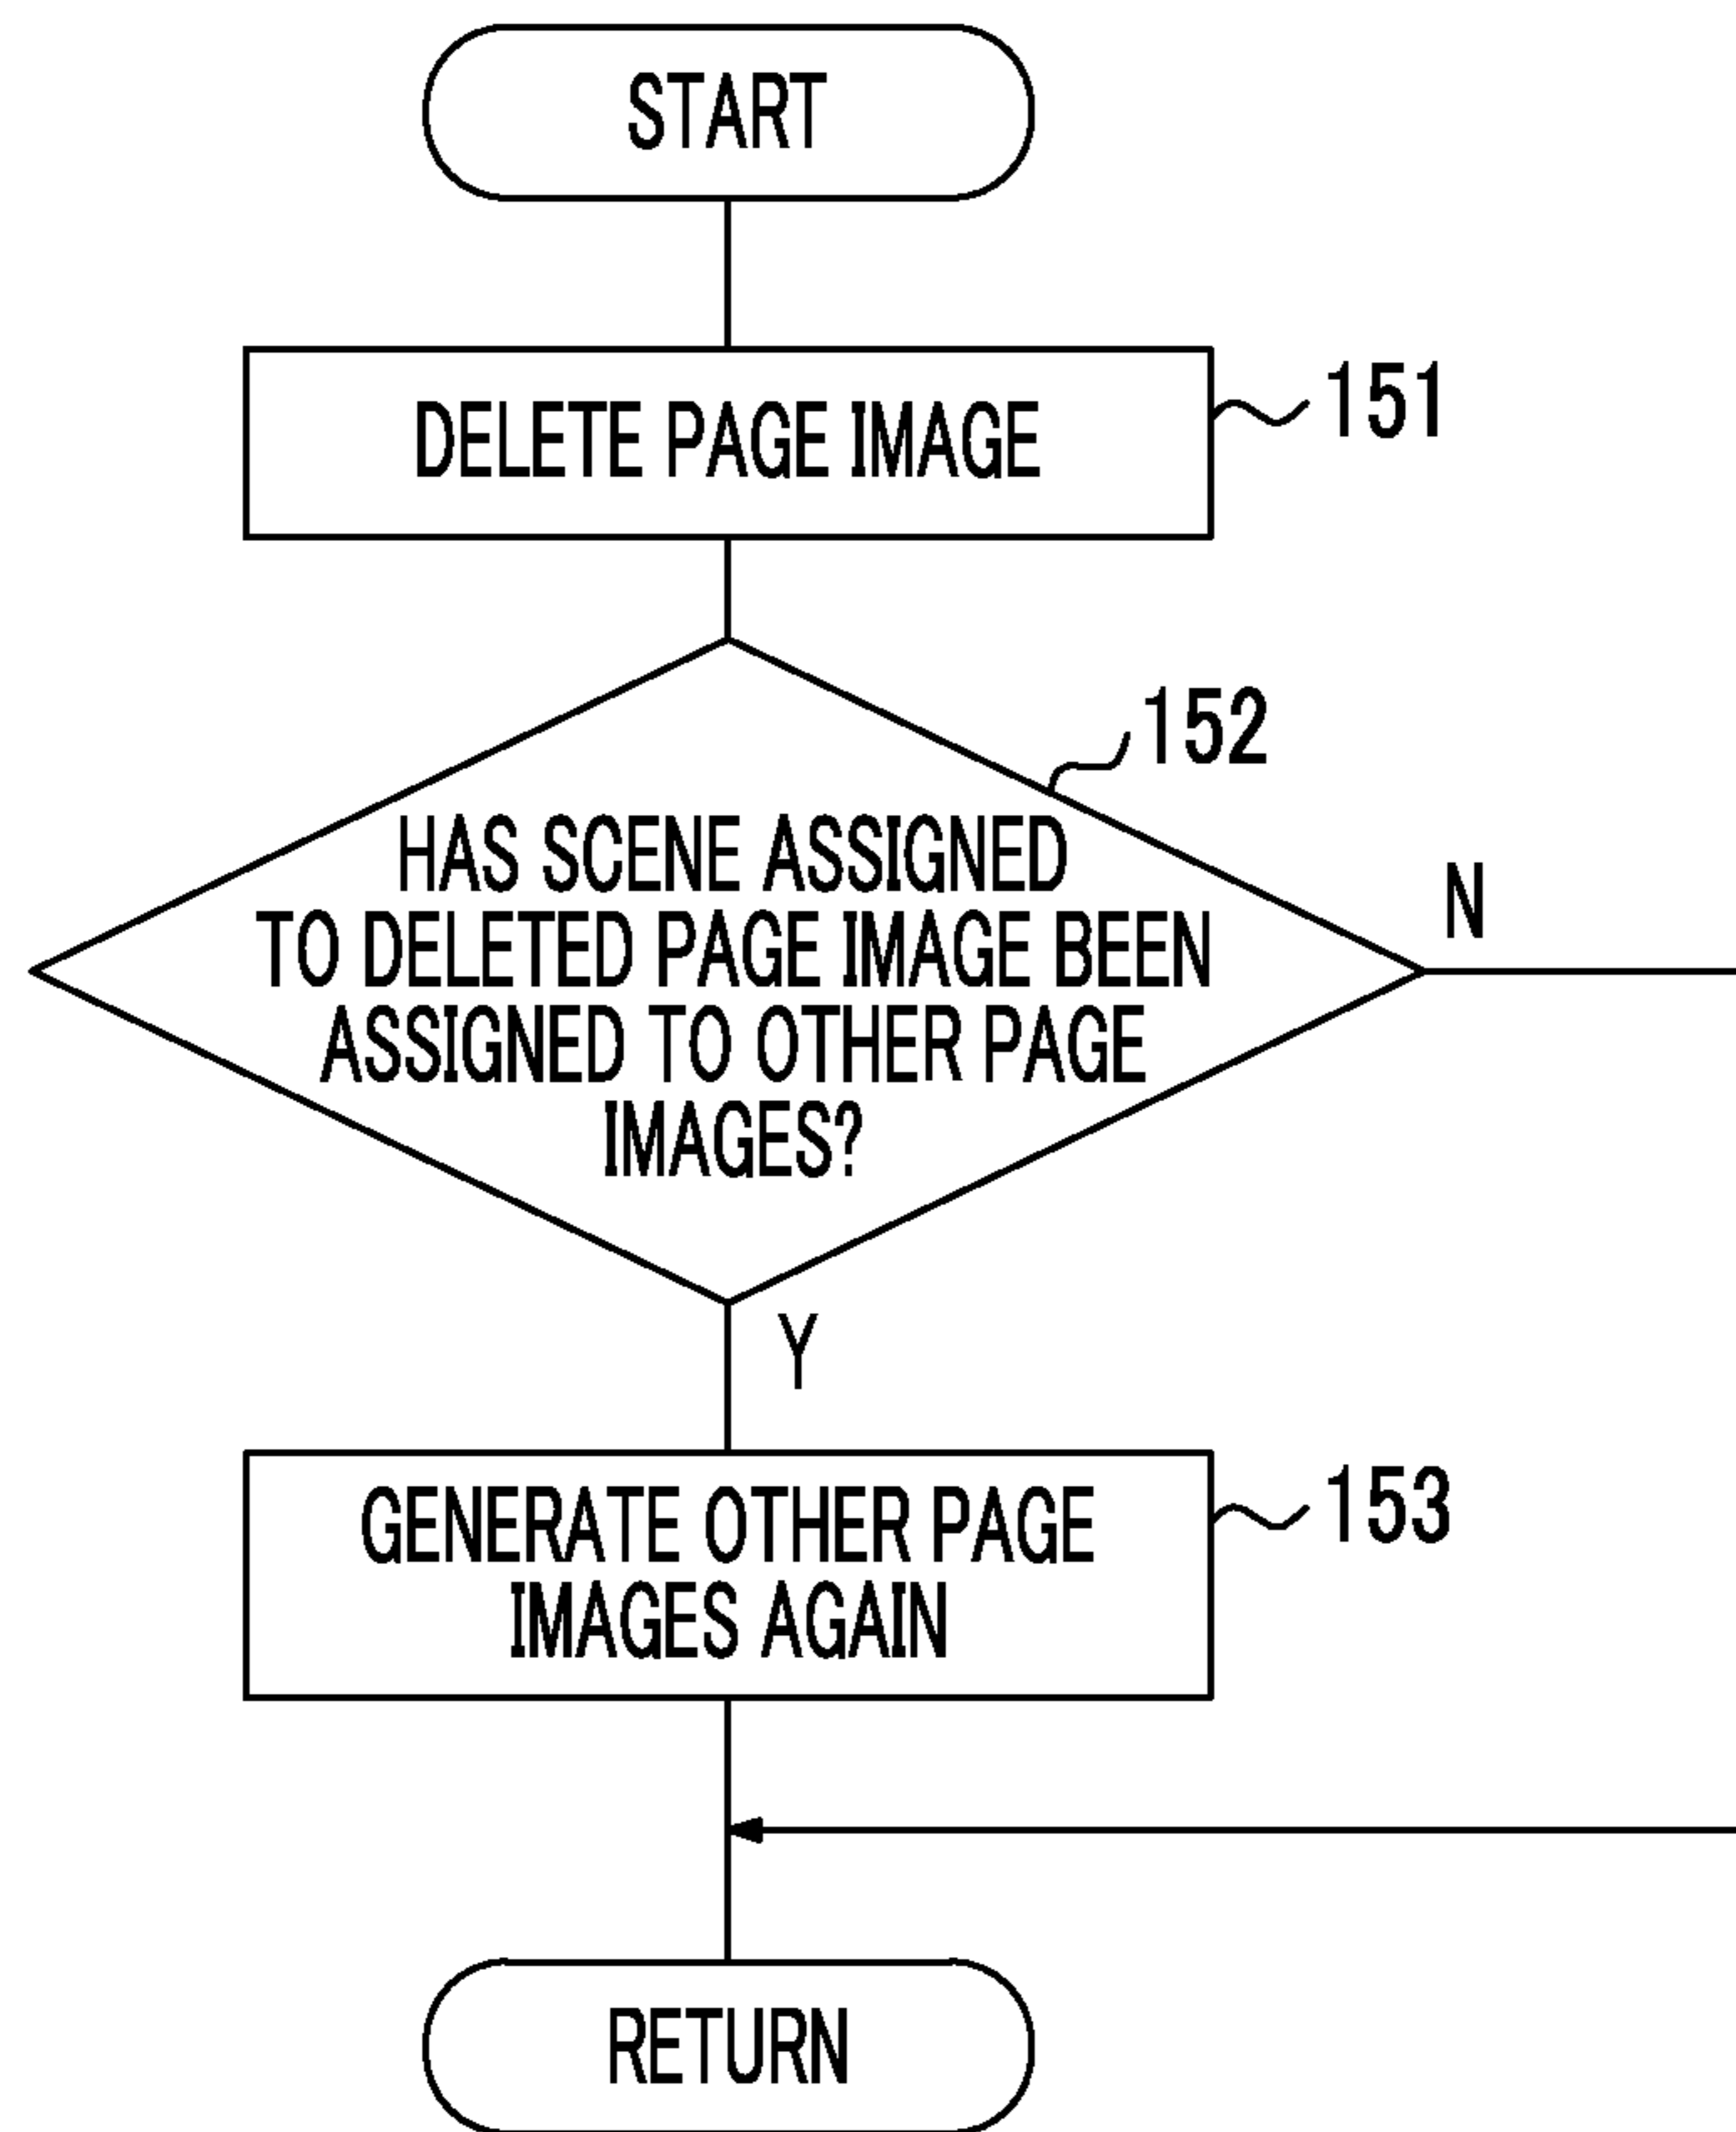 START
DELETE PAGE IMAGE
151
152
HAS SCENE ASSIGNED
TO DELETED PAGE IMAGE BEEN
ASSIGNED TO OTHER PAGE
IMAGES?
N
Y
GENERATE OTHER PAGE
IMAGES AGAIN
153
RETURN